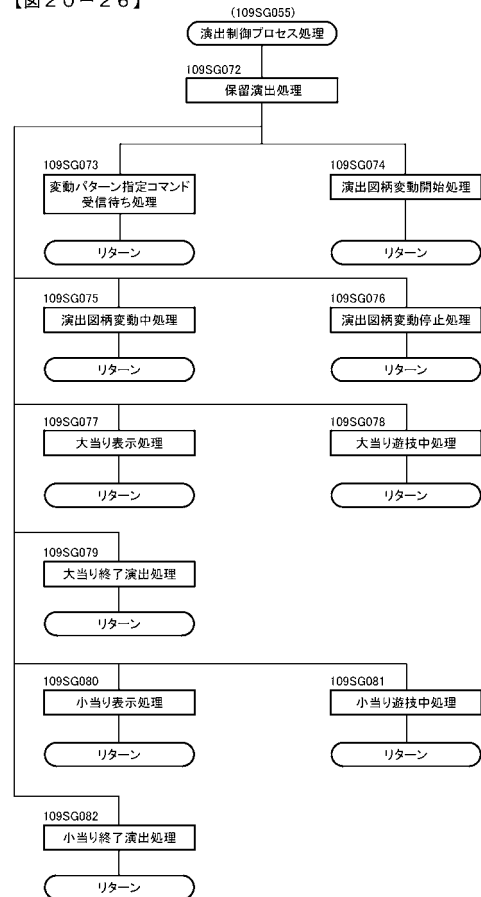 【図２０－２６】
(109SG055)
演出制御プロセス処理
109SG072
保留演出処理
109SG073
変動パターン指定コマンド
受信待ち処理
リターン
109SG074
演出図柄変動開始処理
リターン
109SG075
演出図柄変動中処理
リターン
109SG076
演出図柄変動停止処理
リターン
109SG077
大当り表示処理
リターン
109SG078
大当り遊技中処理
リターン
109SG079
大当り終了演出処理
リターン
109SG080
小当り表示処理
リターン
109SG081
小当り遊技中処理
リターン
109SG082
小当り終了演出処理
リターン